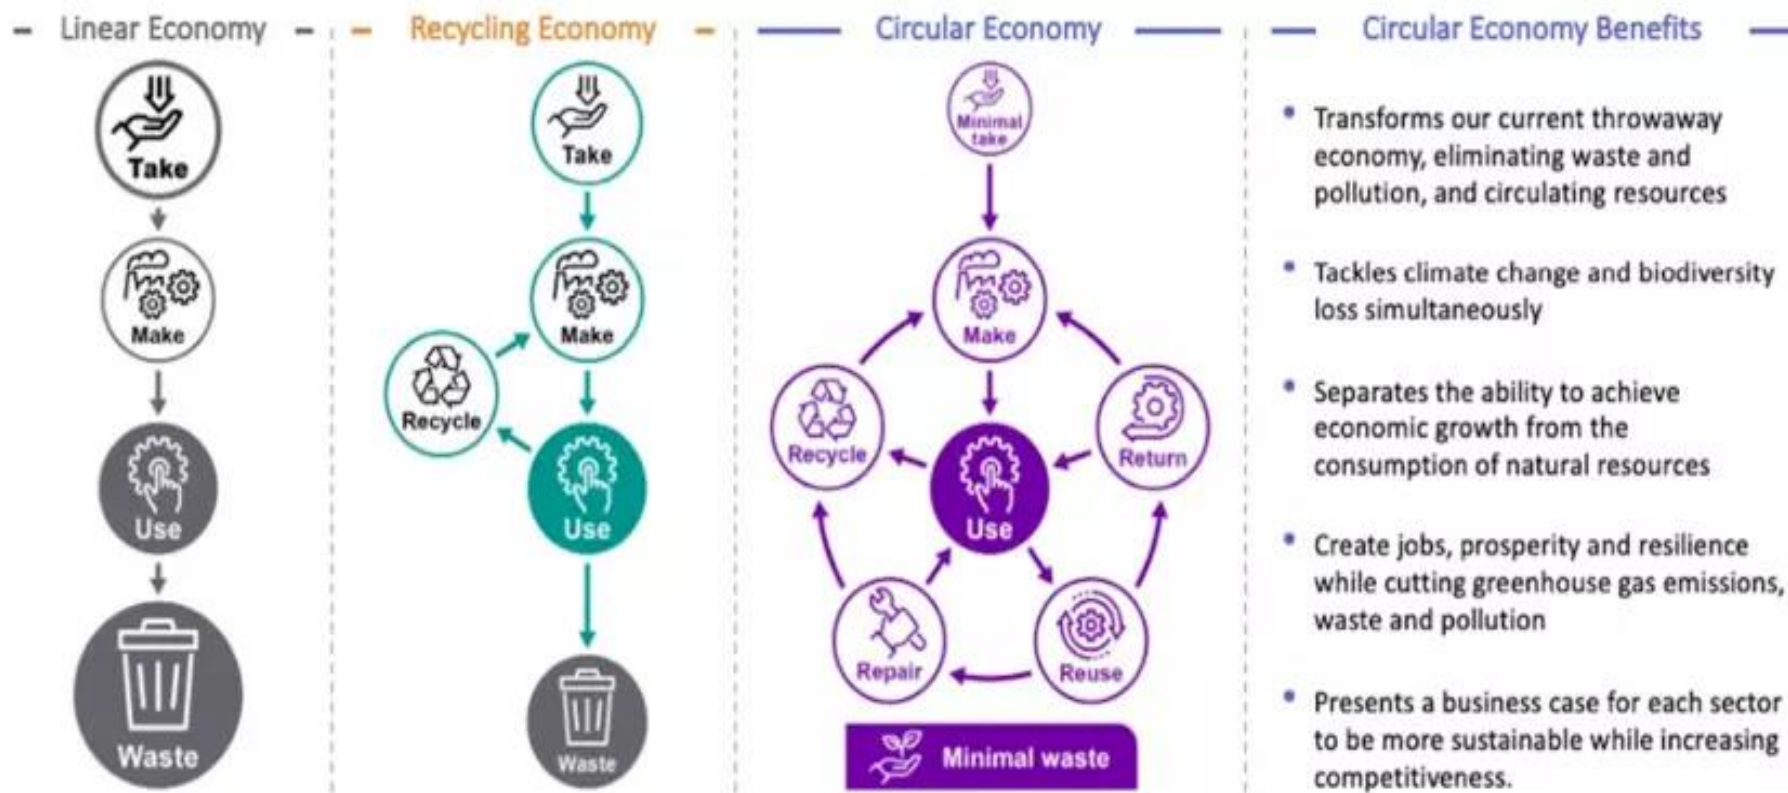 Linear Economy
Take
Make
Use
Waste
Recycling Economy
Take
Make
Recycle
Use
Waste
Circular Economy
Minimal
take
Make
Recycle
Return
Use
Repair
Reuse
Minimal waste
Circular Economy Benefits
• Transforms our current throwaway
economy, eliminating waste and
pollution, and circulating resources
• Tackles climate change and biodiversity
loss simultaneously
• Separates the ability to achieve
economic growth from the
consumption of natural resources
• Create jobs, prosperity and resilience
while cutting greenhouse gas emissions,
waste and pollution
• Presents a business case for each sector
to be more sustainable while increasing
competitiveness.